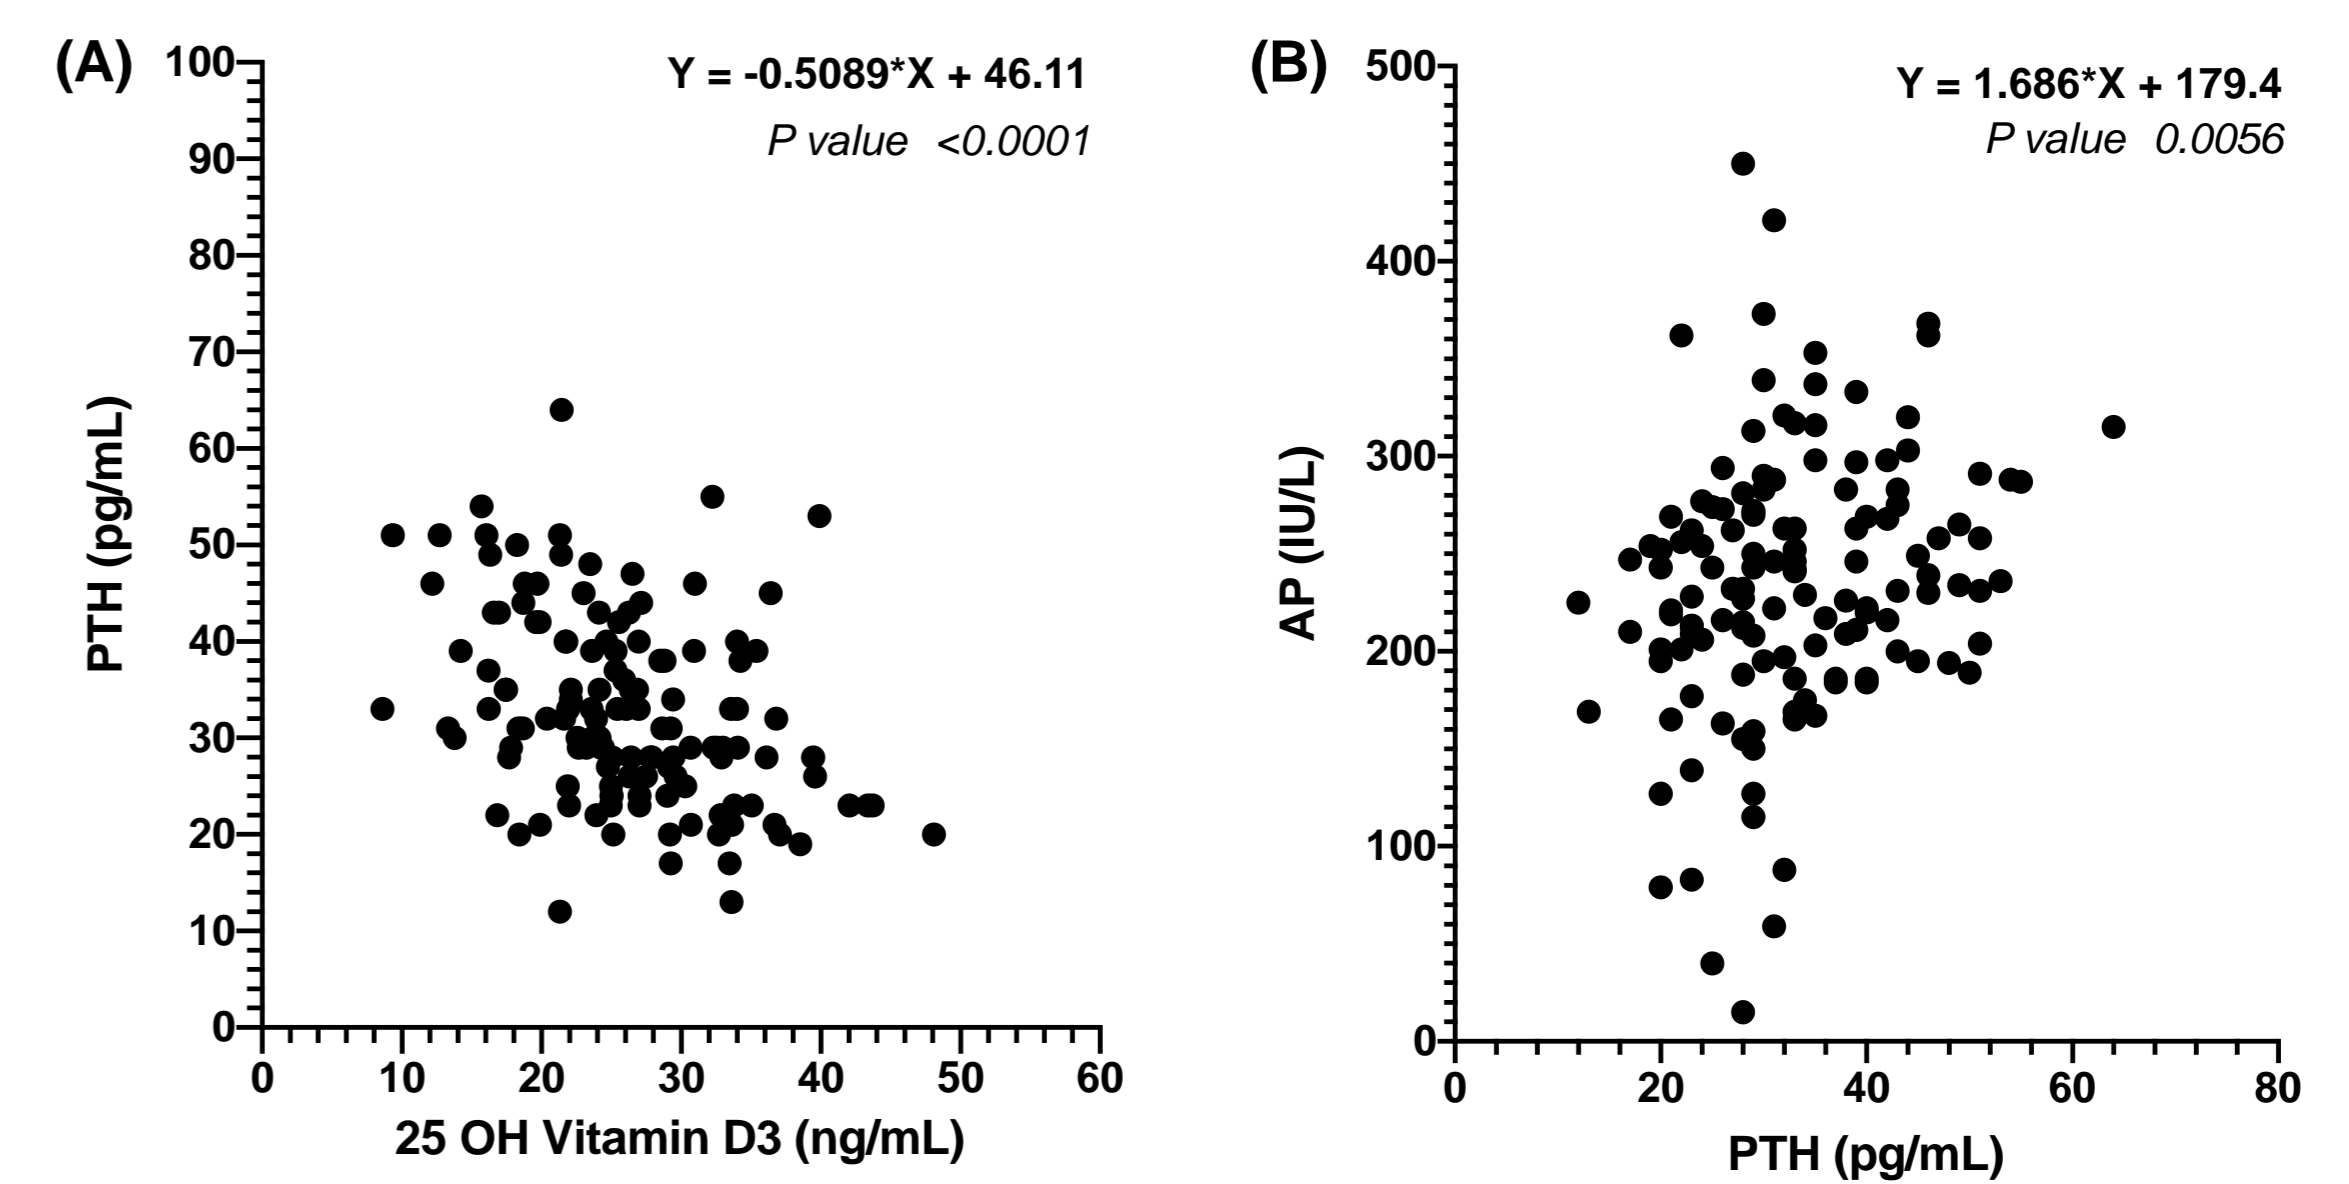 (A)
Y = -0.5089*X + 46.11
P value <0.0001
100
90
80
70
60
50
40
30
20
10
0
PTH (pg/mL)
0 10 20 30 40 50 60
25 OH Vitamin D3 (ng/mL)
(B)
Y = 1.686*X + 179.4
P value 0.0056
500
400
300
200
100
0
AP (IU/L)
0 20 40 60 80
PTH (pg/mL)